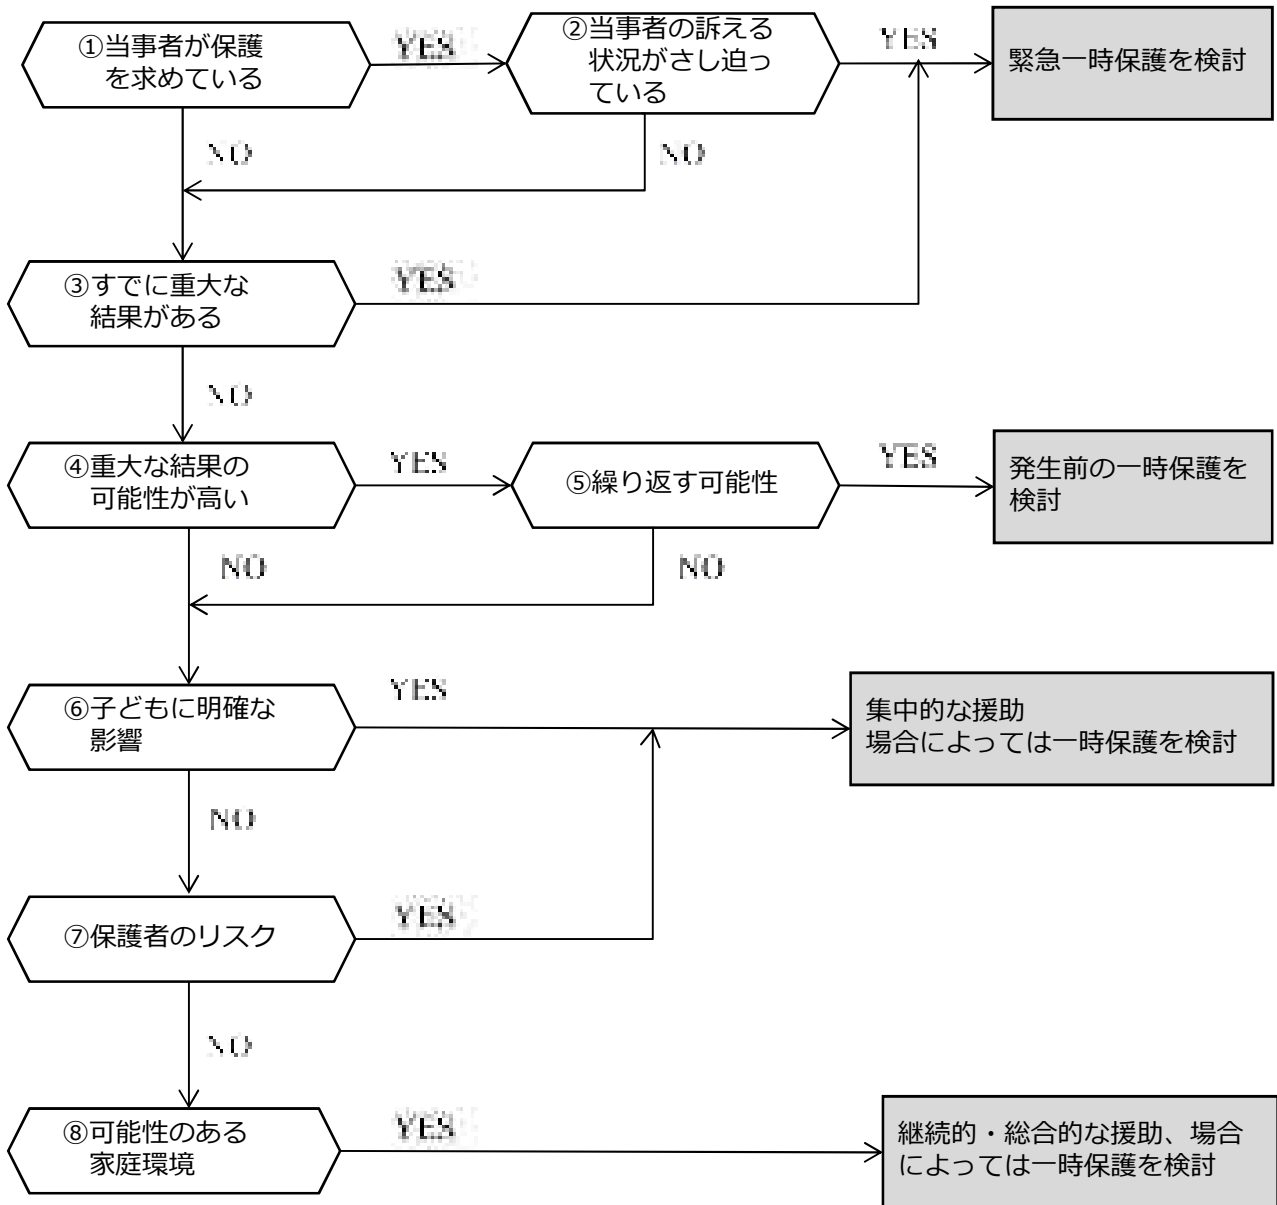 ①当事者が保護
を求めている
YES
②当事者の訴える
状況がさし迫っ
ている
YES
緊急一時保護を検討
NO
NO
③すでに重大な
結果がある
YES
NO
④重大な結果の
可能性が高い
YES
⑤繰り返す可能性
YES
発生前の一時保護を
検討
NO
NO
⑥子どもに明確な
影響
YES
集中的な援助
場合によっては一時保護を検討
NO
⑦保護者のリスク
YES
NO
⑧可能性のある
家庭環境
YES
継続的・総合的な援助、場合
によっては一時保護を検討